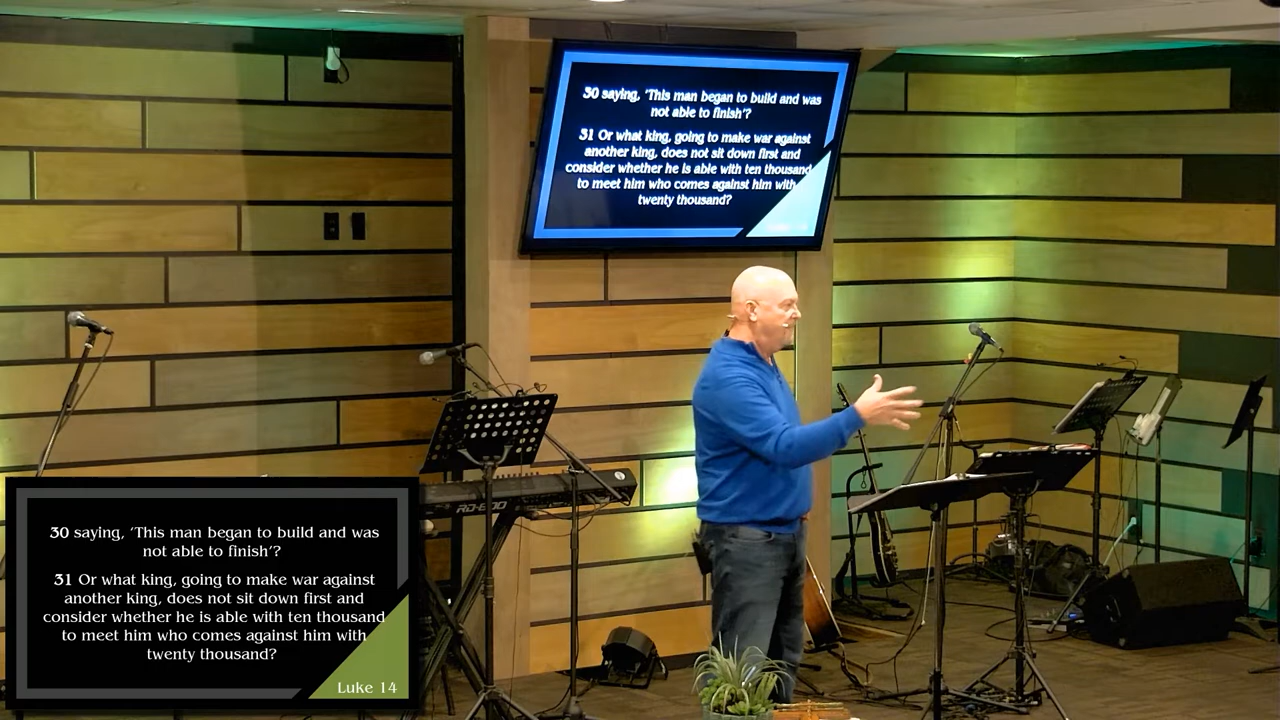 30 saying, ‘This man began to build and was
not able to finish’?
31 Or what king, going to make war against
another king, does not sit down first and
consider whether he is able with ten thousand
to meet him who comes against him with
twenty thousand?
RD-800
30 saying, ‘This man began to build and was
not able to finish’?
31 Or what king, going to make war against
another king, does not sit down first and
consider whether he is able with ten thousand
to meet him who comes against him with
twenty thousand?
Luke 14